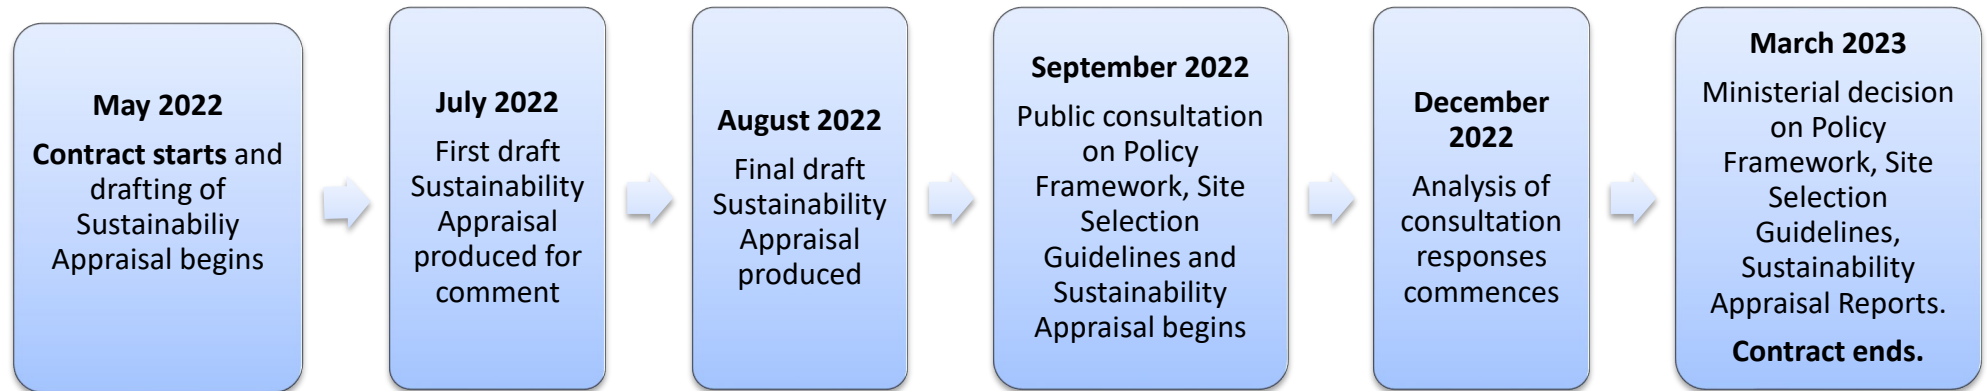 May 2022
Contract starts and
drafting of
Sustainabiliy
Appraisal begins
July 2022
First draft
Sustainability
Appraisal
produced for
comment
August 2022
Final draft
Sustainability
Appraisal
produced
September 2022
Public consultation
on Policy
Framework, Site
Selection
Guidelines and
Sustainability
Appraisal begins
December
2022
Analysis of
consultation
responses
commences
March 2023
Ministerial decision
on Policy
Framework, Site
Selection
Guidelines,
Sustainability
Appraisal Reports.
Contract ends.